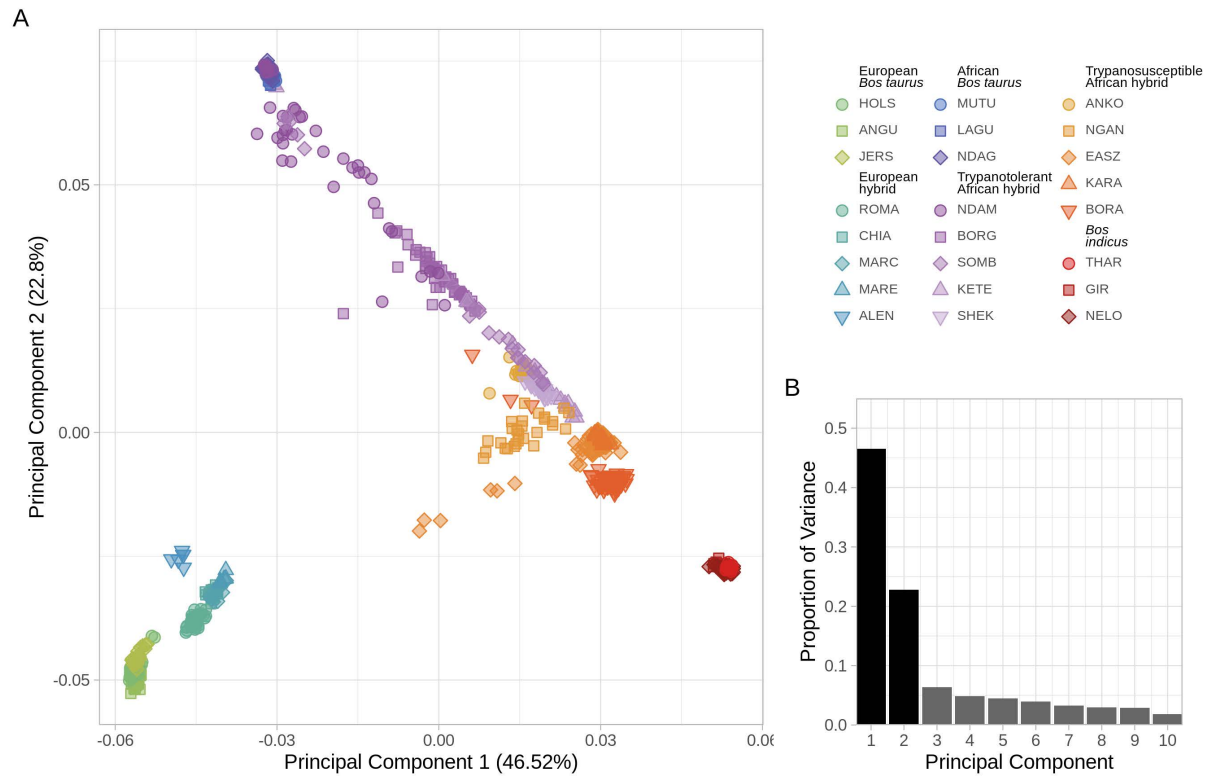 A
Principal Component 2 (22.8%)
0.05
0.00
-0.05
-0.06
-0.03
0.00
0.03
0.06
Principal Component 1 (46.52%)
European
Bos taurus
HOLS
ANGU
JERS
European
hybrid
ROMA
CHIA
MARC
MARE
ALEN
African
Bos taurus
MUTU
LAGU
NDAG
Trypanotolerant
African hybrid
NDAM
BORG
SOMB
KETE
SHEK
Trypanosusceptible
African hybrid
ANKO
NGAN
EASZ
KARA
BORA
Bos
indicus
THAR
GIR
NELO
B
Proportion of Variance
0.5
0.4
0.3
0.2
0.1
0.0
1 2 3 4 5 6 7 8 9 10
Principal Component